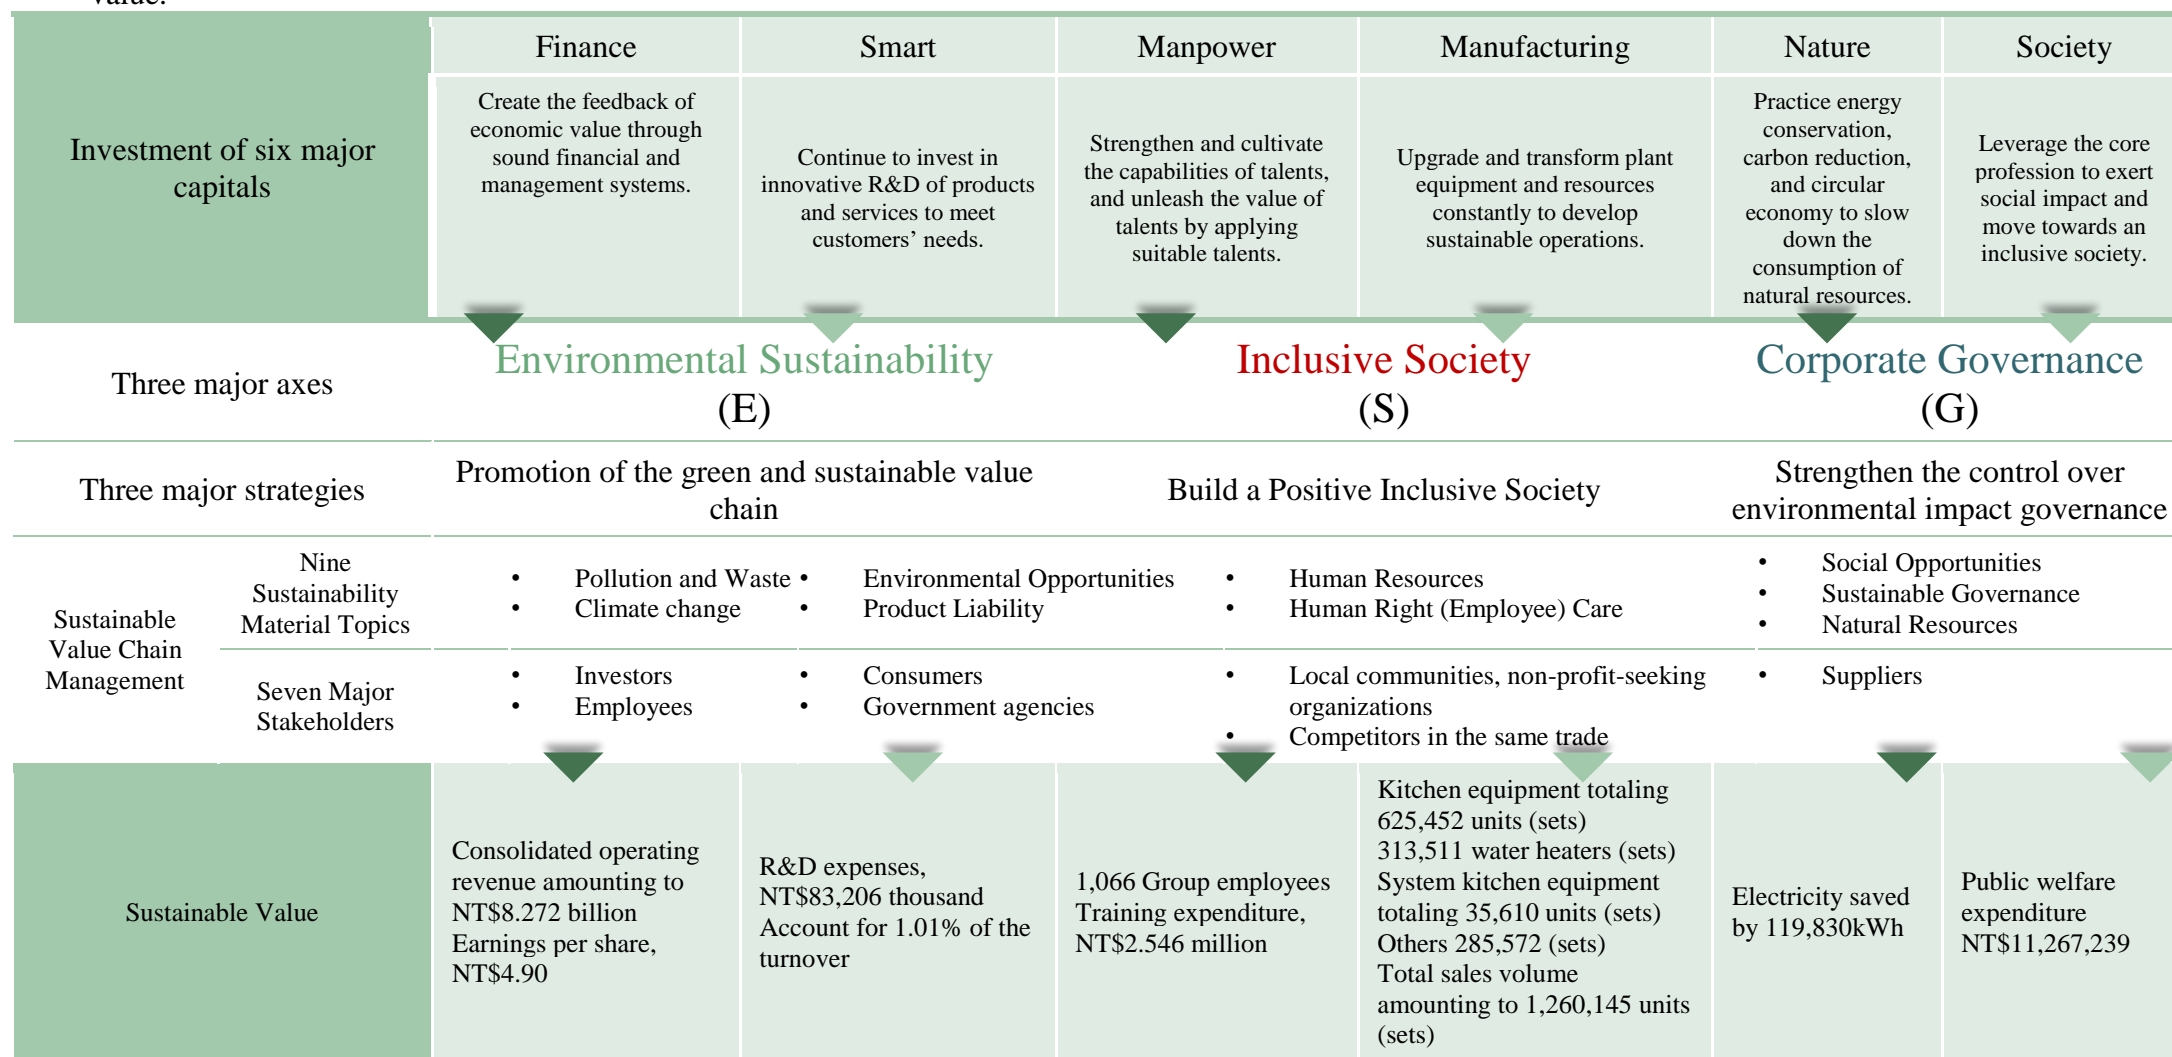 value.
Finance
Smart
Manpower
Manufacturing
Nature
Society
Investment of six major
capitals
Create the feedback of
economic value through
sound financial and
management systems.
Continue to invest in
innovative R&D of products
and services to meet
customers’ needs.
Strengthen and cultivate
the capabilities of talents,
and unleash the value of
talents by applying
suitable talents.
Upgrade and transform plant
equipment and resources
constantly to develop
sustainable operations.
Practice energy
conservation,
carbon reduction,
and circular
economy to slow
down the
consumption of
natural resources.
Leverage the core
profession to exert
social impact and
move towards an
inclusive society.
Three major axes
Environmental Sustainability
(E)
Inclusive Society
(S)
Corporate Governance
(G)
Three major strategies
Promotion of the green and sustainable value
chain
Build a Positive Inclusive Society
Strengthen the control over
environmental impact governance
Sustainable
Value Chain
Management
Nine
Sustainability
Material Topics
• Pollution and Waste
• Climate change
• Environmental Opportunities
• Product Liability
• Human Resources
• Human Right (Employee) Care
• Social Opportunities
• Sustainable Governance
• Natural Resources
Seven Major
Stakeholders
• Investors
• Employees
• Consumers
• Government agencies
• Local communities, non-profit-seeking
organizations
• Competitors in the same trade
• Suppliers
Sustainable Value
Consolidated operating
revenue amounting to
NT$8.272 billion
Earnings per share,
NT$4.90
R&D expenses,
NT$83,206 thousand
Account for 1.01% of the
turnover
1,066 Group employees
Training expenditure,
NT$2.546 million
Kitchen equipment totaling
625,452 units (sets)
313,511 water heaters (sets)
System kitchen equipment
totaling 35,610 units (sets)
Others 285,572 (sets)
Total sales volume
amounting to 1,260,145 units
(sets)
Electricity saved
by 119,830kWh
Public welfare
expenditure
NT$11,267,239